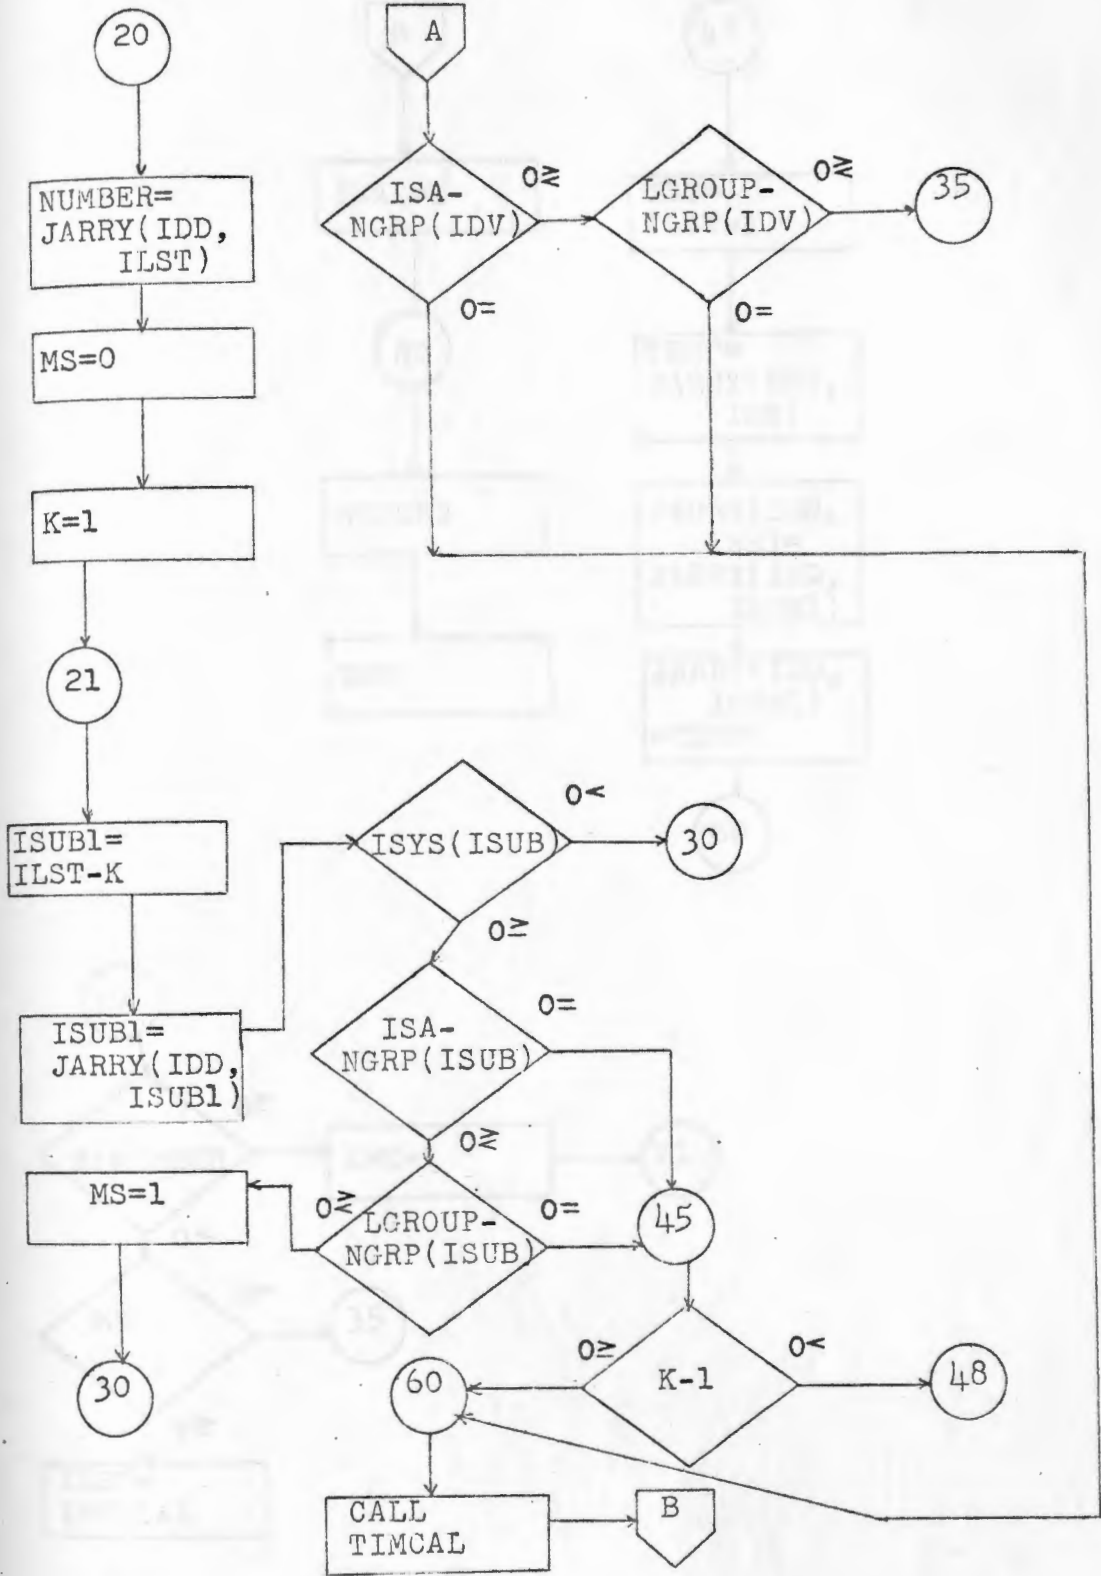 20
NUMBER=
JARRY(IDD,
ILST)
MS=0
K=1
21
ISUB1=
ILST-K
ISUB1=
JARRY(IDD,
ISUB1)
MS=1
30
A
ISA-
NGRP(IDV)
0≷
0=
LGROUP-
NGRP(IDV)
0≷
0=
35
ISYS(ISUB)
0<
30
0≥
ISA-
NGRP(ISUB)
0=
0≷
LGROUP-
NGRP(ISUB)
0≷
0=
45
K-1
0≥
0<
48
60
CALL
TIMCAL
B